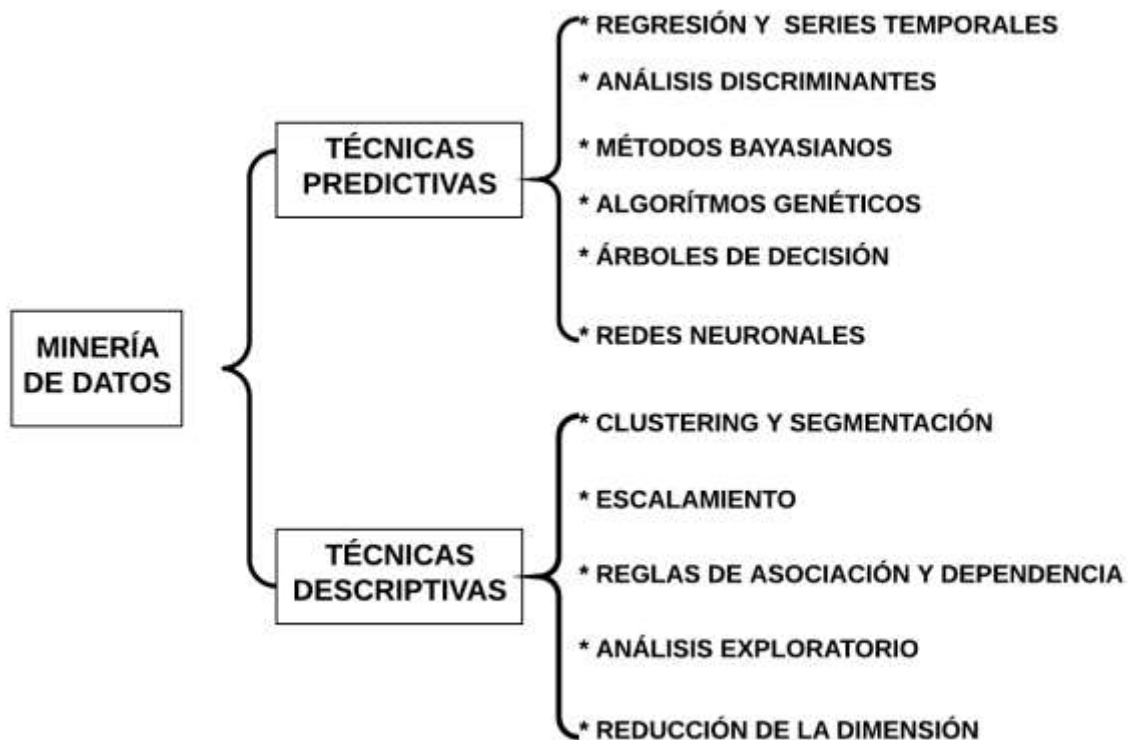 MINERÍA
DE DATOS
TÉCNICAS
PREDICTIVAS
* REGRESIÓN Y SERIES TEMPORALES
* ANÁLISIS DISCRIMINANTES
* MÉTODOS BAYASIANOS
* ALGORÍTMOS GENÉTICOS
* ÁRBOLES DE DECISIÓN
* REDES NEURONALES
TÉCNICAS
DESCRIPTIVAS
* CLUSTERING Y SEGMENTACIÓN
* ESCALAMIENTO
* REGLAS DE ASOCIACIÓN Y DEPENDENCIA
* ANÁLISIS EXPLORATORIO
* REDUCCIÓN DE LA DIMENSIÓN